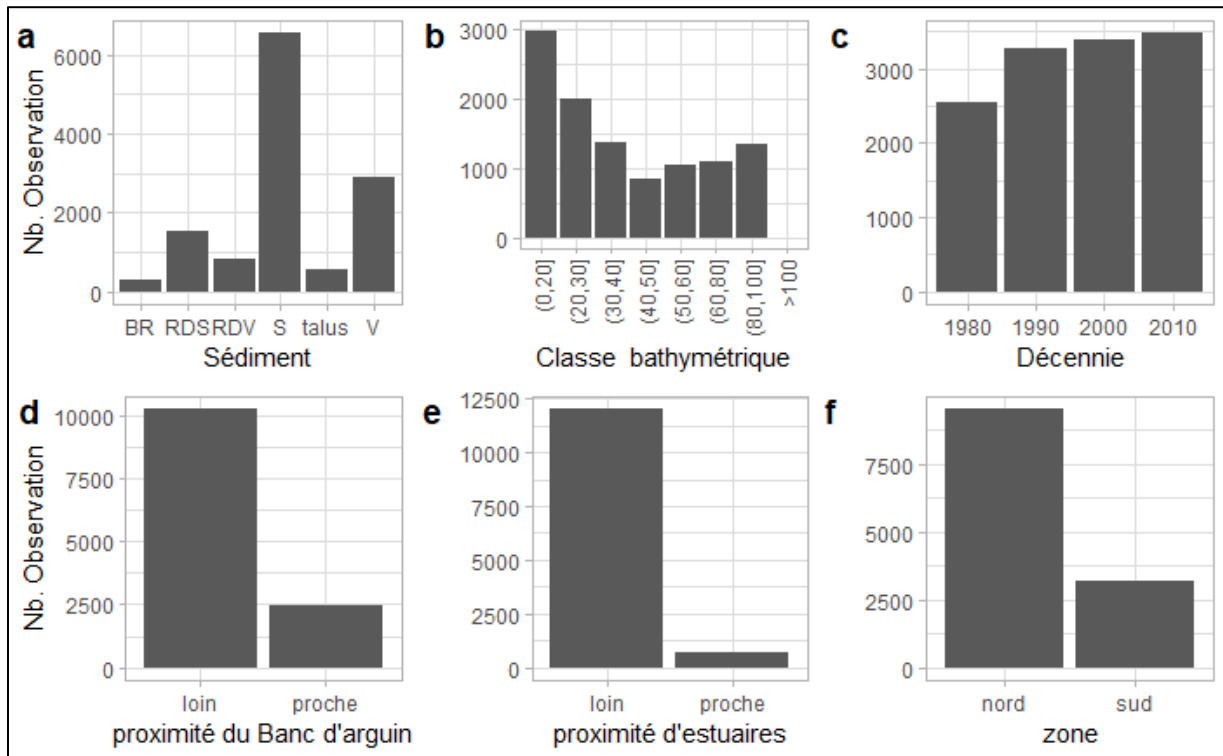 a
Nb. Observation
6000
4000
2000
0
BR RDS RDV S talus V
Sédiment
b
3000
2000
1000
0
(0,20]
(20,30]
(30,40]
(40,50]
(50,60]
(60,80]
(80,100]
>100
Classe bathymétrique
c
3000
2000
1000
0
1980 1990 2000 2010
Décennie
d
Nb. Observation
10000
7500
5000
2500
0
loin proche
proximité du Banc d'arguin
e
12500
10000
7500
5000
2500
0
loin proche
proximité d'estuaires
f
7500
5000
2500
0
nord sud
zone